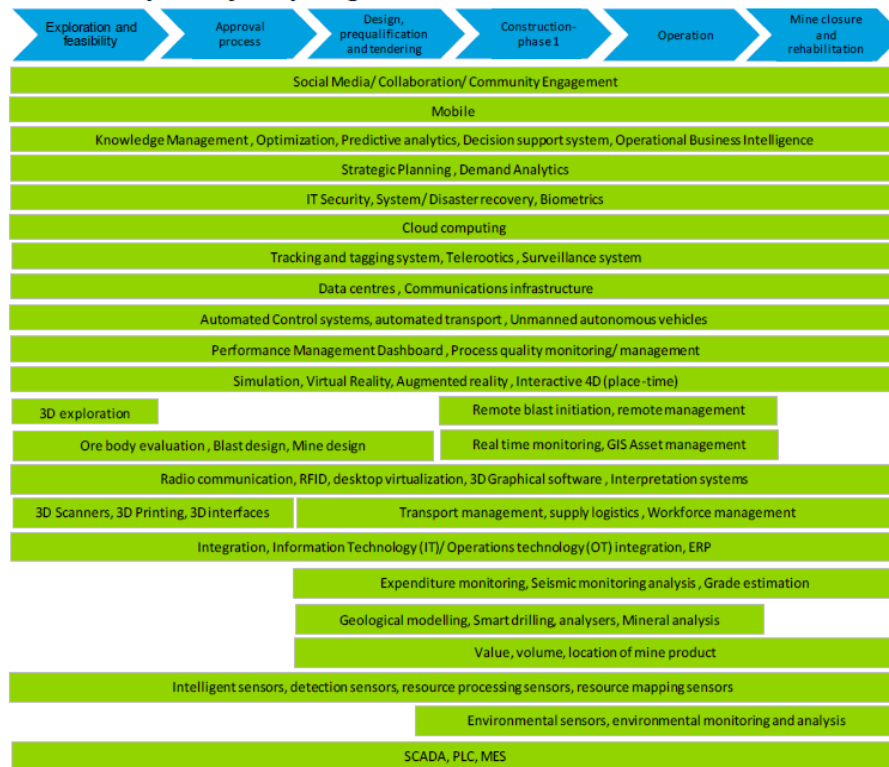 Exploration and
feasibility
Approval
process
Design,
prequalification
and tendering
Construction-
phase 1
Operation
Mine closure
and
rehabilitation
Social Media/ Collaboration/ Community Engagement
Mobile
Knowledge Management , Optimization, Predictive analytics, Decision support system, Operational Business Intelligence
Strategic Planning , Demand Analytics
IT Security, System/ Disaster recovery, Biometrics
Cloud computing
Tracking and tagging system, Telerootics , Surveillance system
Data centres , Communications infrastructure
Automated Control systems, automated transport , Unmanned autonomous vehicles
Performance Management Dashboard , Process quality monitoring/ management
Simulation, Virtual Reality, Augmented reality , Interactive 4D (place-time)
3D exploration
Remote blast initiation, remote management
Ore body evaluation , Blast design, Mine design
Real time monitoring, GIS Asset management
Radio communication, RFID, desktop virtualization, 3D Graphical software , Interpretation systems
3D Scanners, 3D Printing, 3D interfaces
Transport management, supply logistics , Workforce management
Integration, Information Technology (IT)/ Operations technology (OT) integration, ERP
Expenditure monitoring, Seismic monitoring analysis , Grade estimation
Geological modelling, Smart drilling, analysers, Mineral analysis
Value, volume, location of mine product
Intelligent sensors, detection sensors, resource processing sensors, resource mapping sensors
Environmental sensors, environmental monitoring and analysis
SCADA, PLC, MES